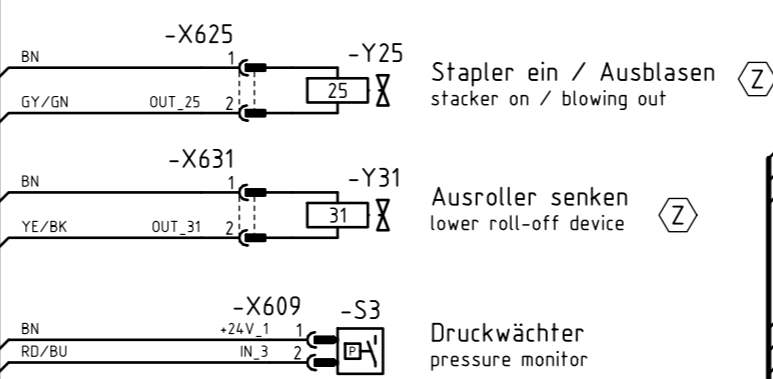 -X625
BN 1 -Y25
25
GY/GN OUT_25 2
Stapler ein / Ausblasen Z
stacker on / blowing out
-X631
BN 1 -Y31
31
YE/BK OUT_31 2
Ausroller senken Z
lower roll-off device
-X609 -S3
BN +24V_1 1
RD/BU IN_3 2
P
Druckwächter
pressure monitor